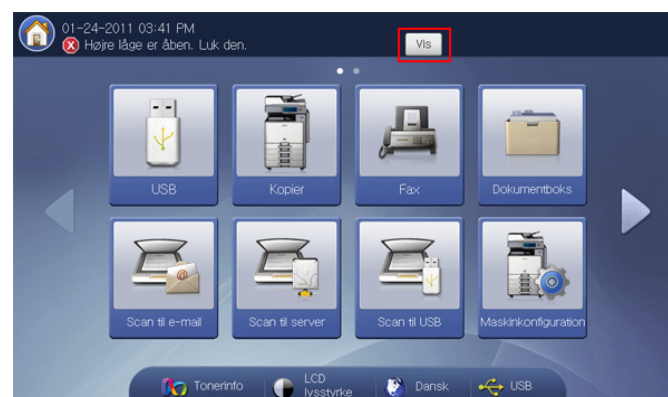 01-24-2011 03:41 PM
Højre låge er åben. Luk den.
Vis
USB
Kopier
Fax
Dokumentboks
Scan til e-mail
Scan til server
Scan til USB
Maskinkonfiguration
Tonerinfo
LCD
lysstyrke
Dansk
USB